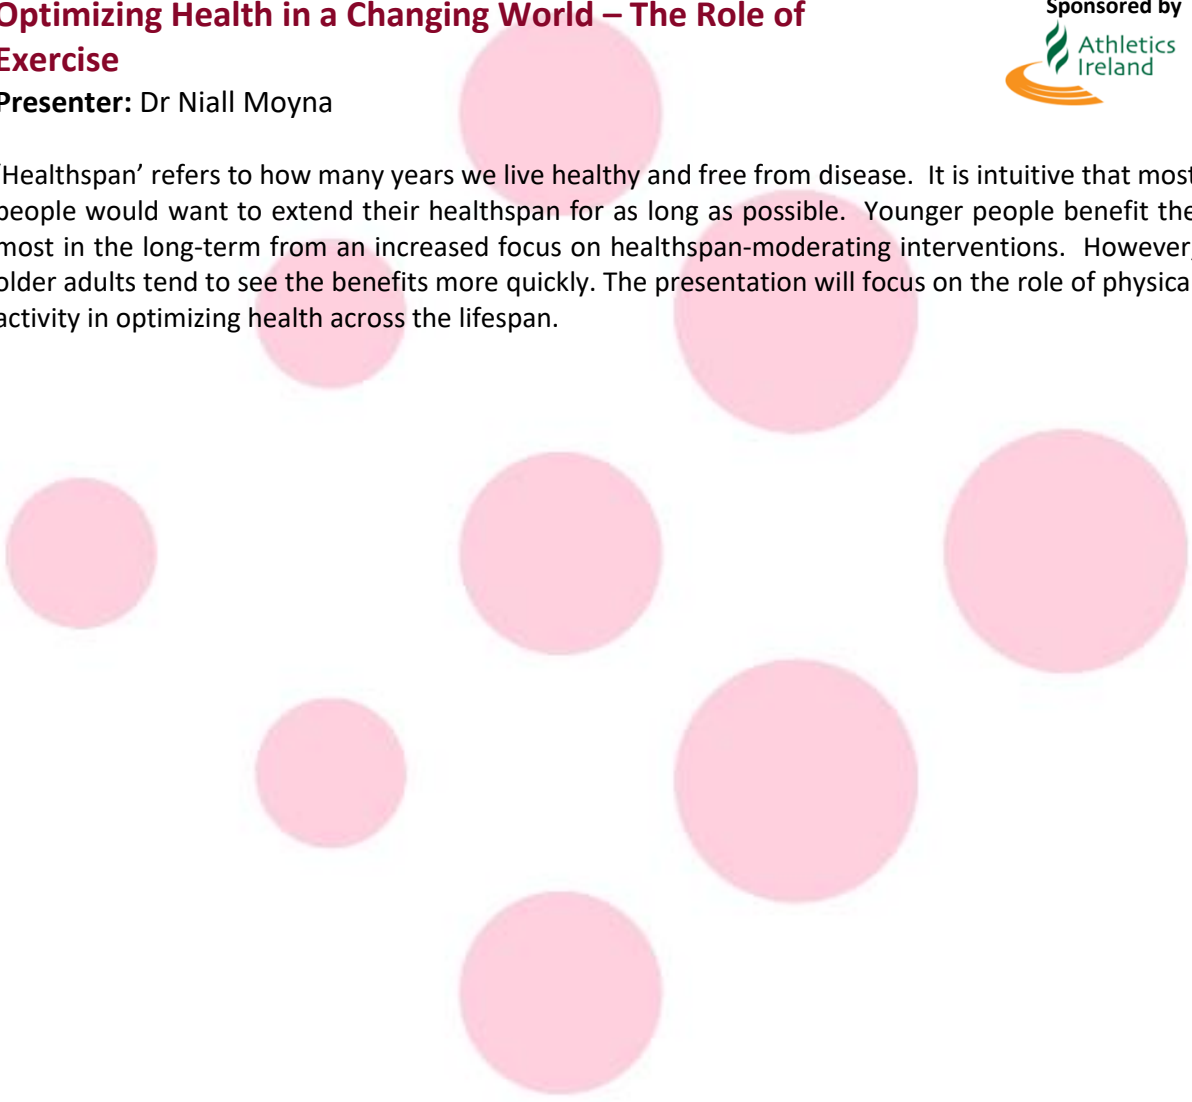 Optimizing Health in a Changing World – The Role of
Exercise
Presenter: Dr Niall Moyna
Sponsored by
Athletics
Ireland
‘Healthspan’ refers to how many years we live healthy and free from disease. It is intuitive that most
people would want to extend their healthspan for as long as possible. Younger people benefit the
most in the long-term from an increased focus on healthspan-moderating interventions. However,
older adults tend to see the benefits more quickly. The presentation will focus on the role of physical
activity in optimizing health across the lifespan.